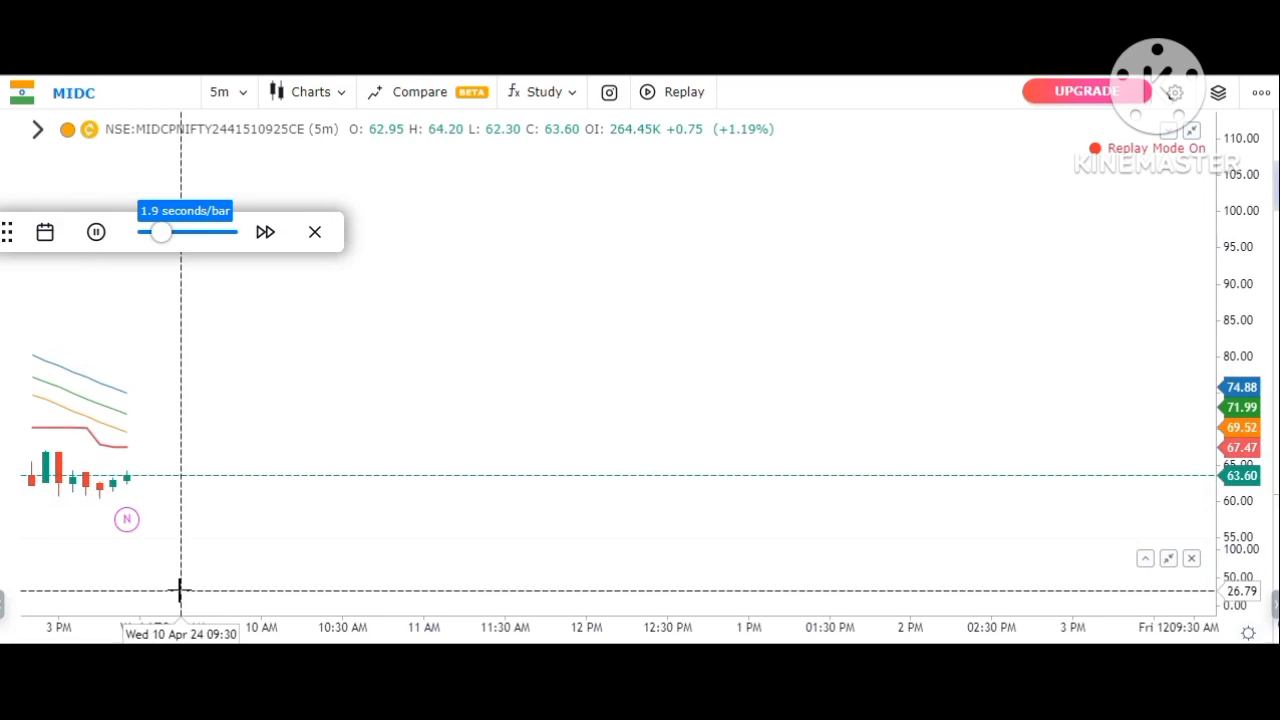 MIDC 5m Charts Compare BETA fx Study Replay UPGRADE
NSE:MIDCPNIFTY2441510925CE (5m) O: 62.95 H: 64.20 L: 62.30 C: 63.60 OI: 264.45K +0.75 (+1.19%)
Replay Mode On
KINEMASTER
1.9 seconds/bar
110.00
105.00
100.00
95.00
90.00
85.00
80.00
74.88
71.99
69.52
67.47
65.00
63.60
60.00
N
55.00
100.00
50.00
26.79
0.00
3 PM 10 AM 10:30 AM 11 AM 11:30 AM 12 PM 12:30 PM 1 PM 01:30 PM 2 PM 02:30 PM 3 PM Fri 12 09:30 AM
Wed 10 Apr 24 09:30